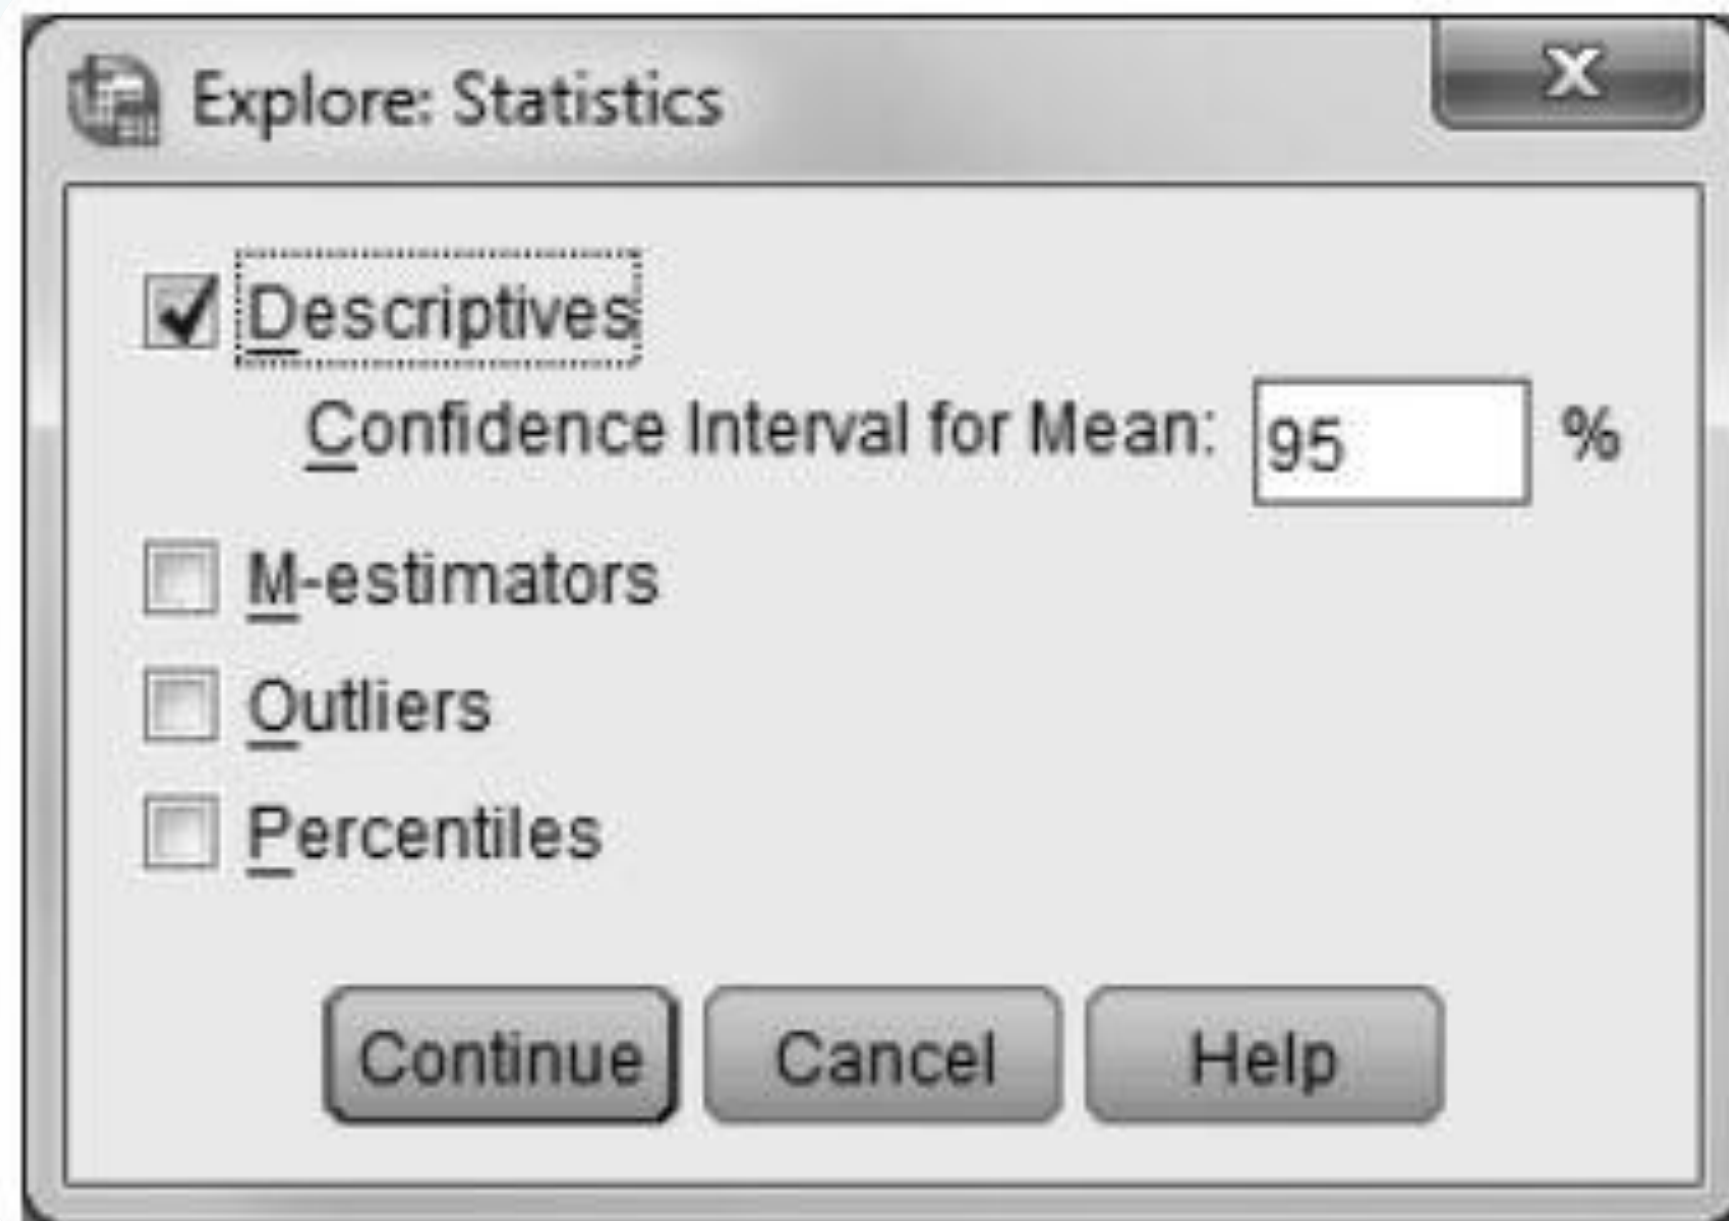 Explore: Statistics
Descriptives
Confidence Interval for Mean: 95 %
M-estimators
Outliers
Percentiles
Continue Cancel Help